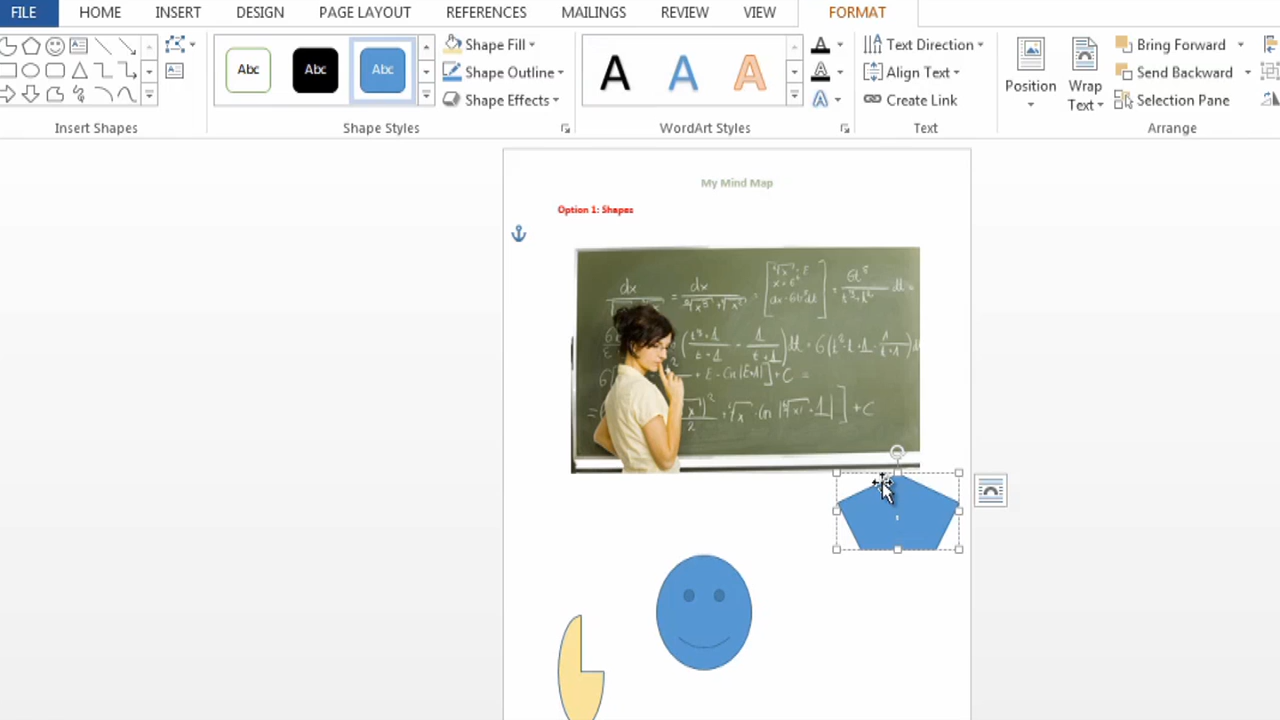 FILE HOME INSERT DESIGN PAGE LAYOUT REFERENCES MAILINGS REVIEW VIEW FORMAT
Abc Abc Abc
Shape Fill
Shape Outline
Shape Effects
A A A
Text Direction
Align Text
Create Link
Position
Wrap
Text
Bring Forward
Send Backward
Selection Pane
Insert Shapes
Shape Styles
WordArt Styles
Text
Arrange
My Mind Map
Option 1: Shapes
dx
= dx